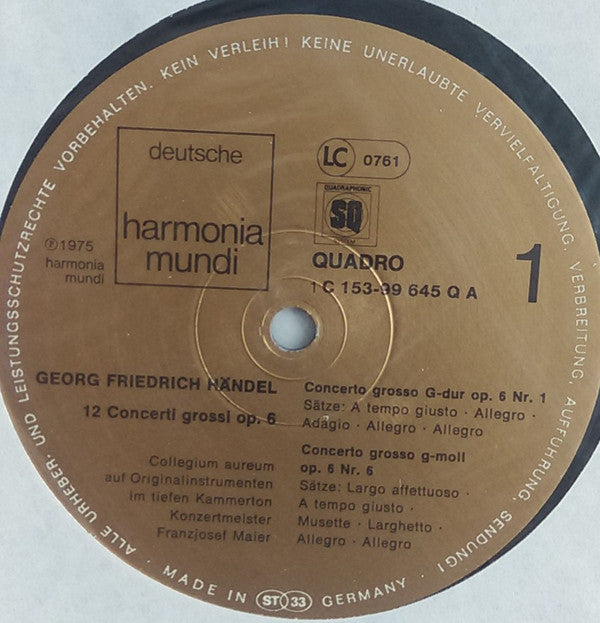 ALLE URHEBER- UND LEISTUNGSSCHUTZRECHTE VORBEHALTEN. KEIN VERLEIH! KEINE UNERLAUBTE VERVIELFÄLTIGUNG, VERBREITUNG, AUFFÜHRUNG, SENDUNG!
deutsche
harmonia
mundi
LC 0761
QUADRAPHONIC
SQ
℗ 1975
harmonia
mundi
QUADRO
1 C 153-99 645 Q A
1
GEORG FRIEDRICH HÄNDEL
12 Concerti grossi op. 6
Collegium aureum
auf Originalinstrumenten
im tiefen Kammerton
Konzertmeister
Franzjosef Maier
Concerto grosso G-dur op. 6 Nr. 1
Sätze: A tempo giusto · Allegro ·
Adagio · Allegro · Allegro
Concerto grosso g-moll
op. 6 Nr. 6
Sätze: Largo affettuoso ·
A tempo giusto ·
Musette · Larghetto ·
Allegro · Allegro
· MADE IN ST 33 GERMANY ·